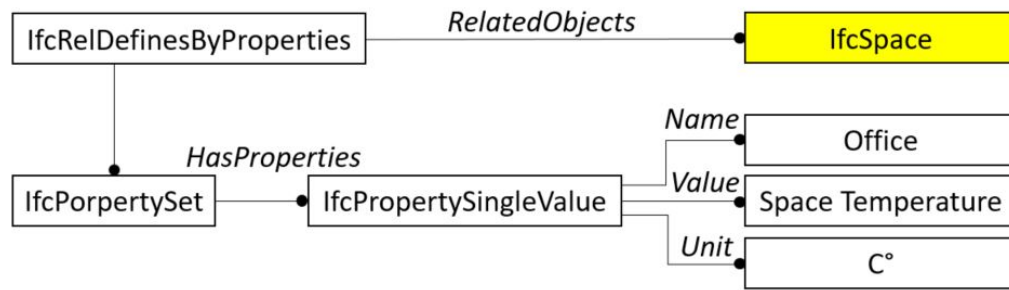 IfcRelDefinesByProperties
RelatedObjects
IfcSpace
HasProperties
IfcPorpertySet
IfcPropertySingleValue
Name
Office
Value
Space Temperature
Unit
C°